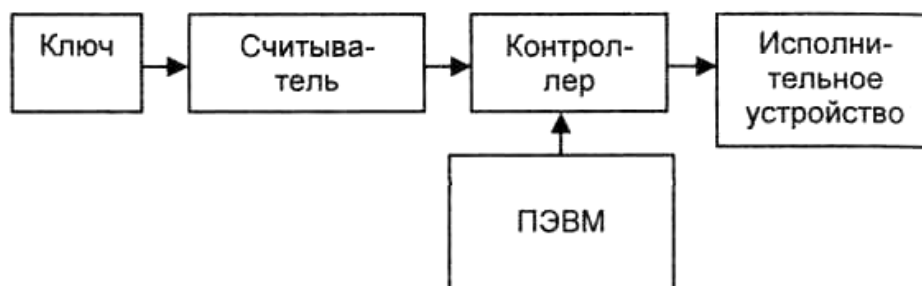 Ключ
Считыва-
тель
Контрол-
лер
Исполни-
тельное
устройство
ПЭВМ